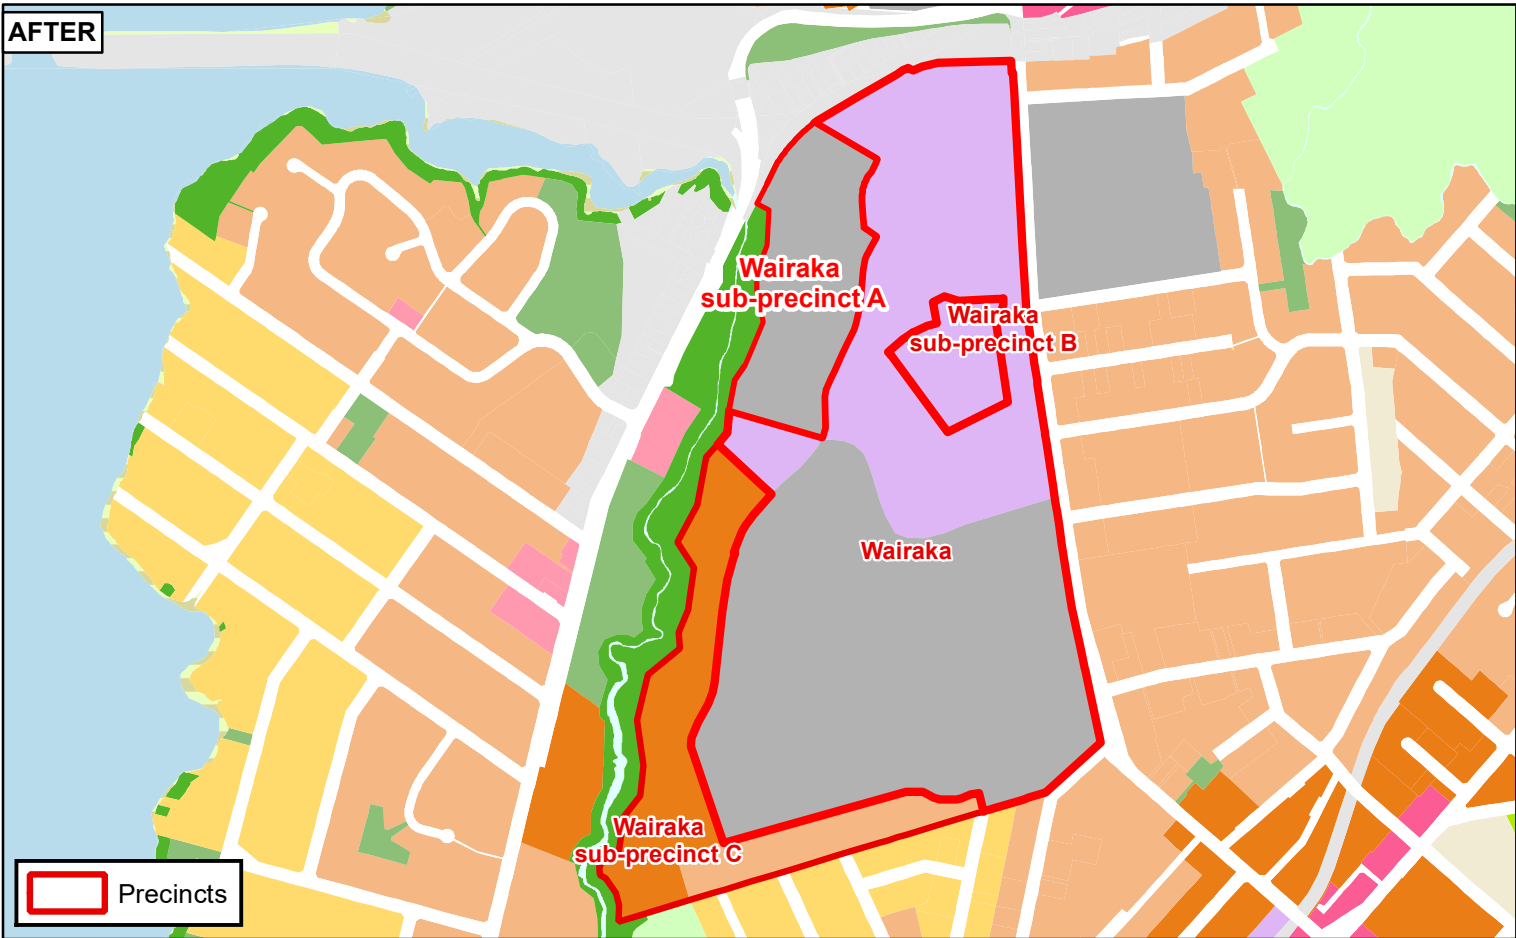 AFTER
Wairaka
sub-precinct A
Wairaka
sub-precinct B
Wairaka
Wairaka
sub-precinct C
Precincts